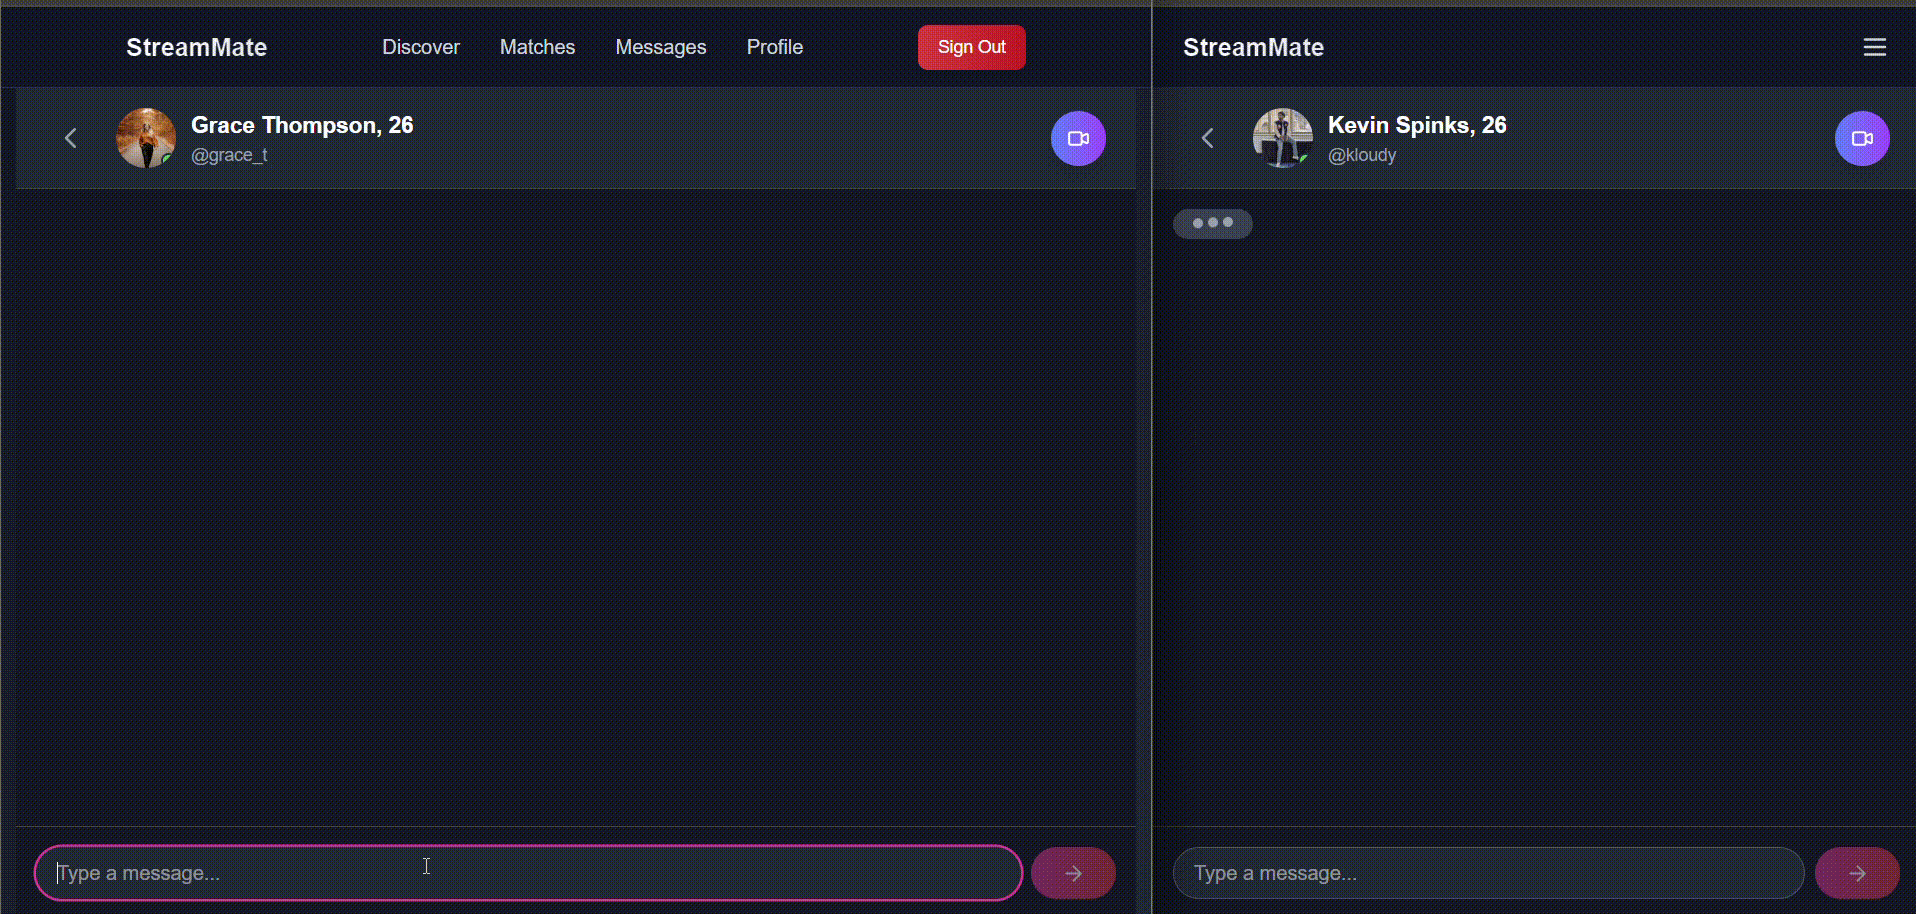 StreamMate
Discover
Matches
Messages
Profile
Sign Out
Grace Thompson, 26
@grace_t
Type a message...
StreamMate
Kevin Spinks, 26
@kloudy
Type a message...